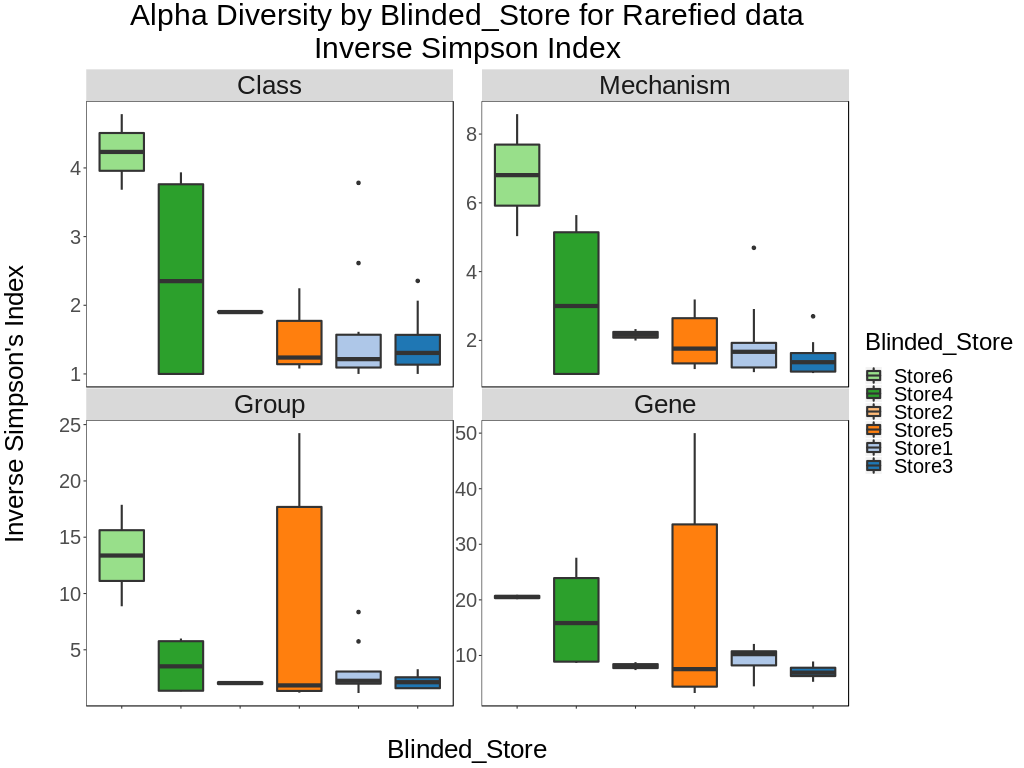 Alpha Diversity by Blinded_Store for Rarefied data
Inverse Simpson Index
Class
Mechanism
4
3
2
1
8
6
4
2
Group
Gene
25
20
15
10
5
50
40
30
20
10
Inverse Simpson's Index
Blinded_Store
Blinded_Store
Store6
Store4
Store2
Store5
Store1
Store3